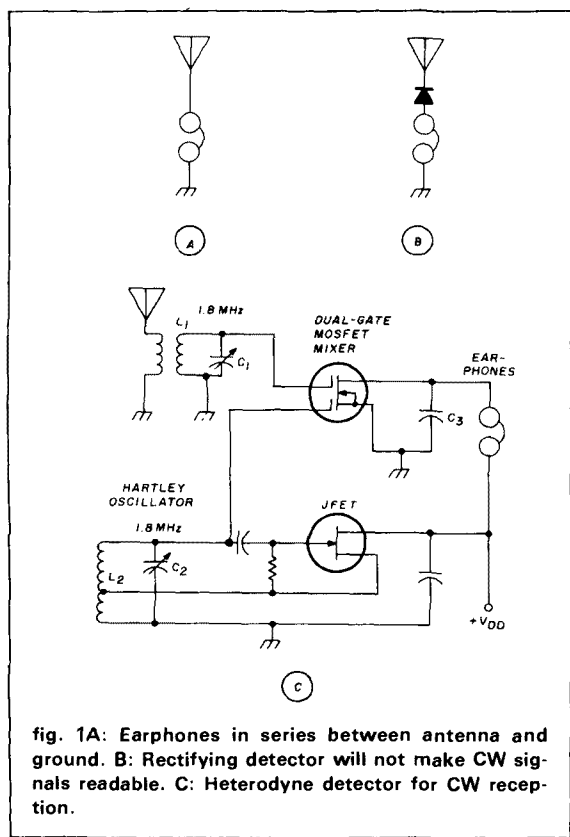 A
B
1.8 MHz
L1
C1
DUAL-GATE
MOSFET
MIXER
EAR-
PHONES
C3
HARTLEY
OSCILLATOR
1.8 MHz
JFET
L2
C2
+VDD
C
fig. 1A: Earphones in series between antenna and
ground. B: Rectifying detector will not make CW sig-
nals readable. C: Heterodyne detector for CW recep-
tion.